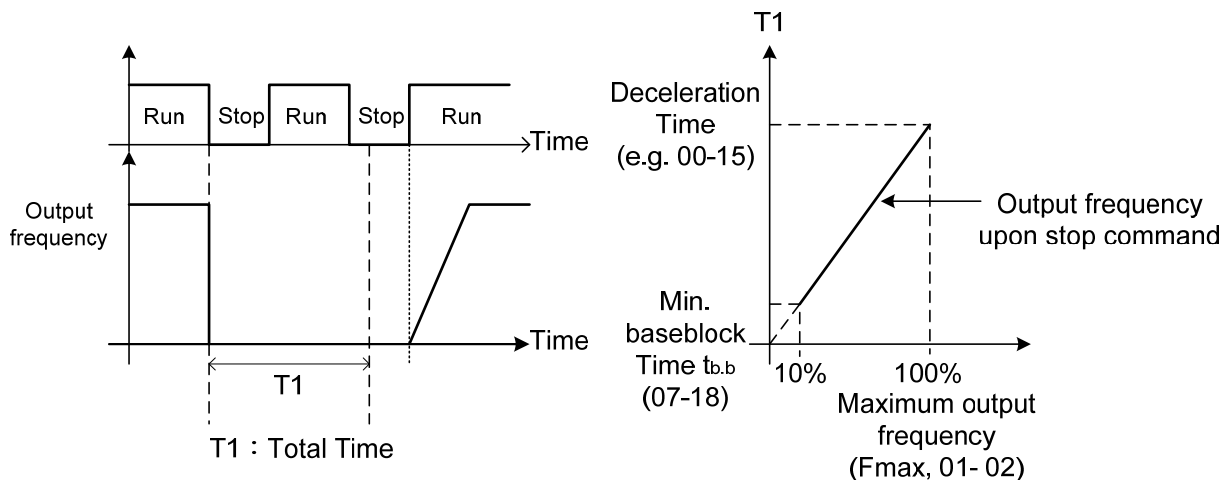 Run
Stop
Run
Stop
Run
Time
Output
frequency
Time
T1
T1：Total Time
T1
Deceleration
Time
(e.g. 00-15)
Output frequency
upon stop command
Min.
baseblock
Time tb.b
(07-18)
10%
100%
Maximum output
frequency
(Fmax, 01- 02)